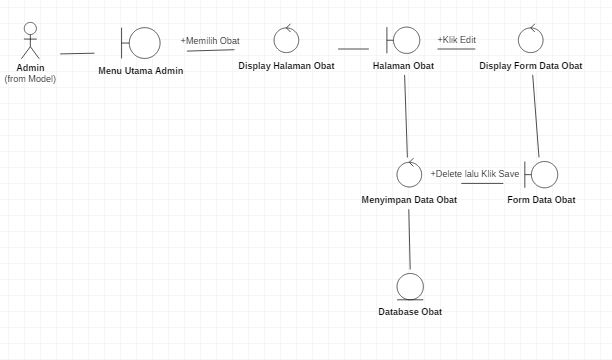 +Memilih Obat
+Klik Edit
Admin
(from Model)
Menu Utama Admin
Display Halaman Obat
Halaman Obat
Display Form Data Obat
+Delete lalu Klik Save
Menyimpan Data Obat
Form Data Obat
Database Obat